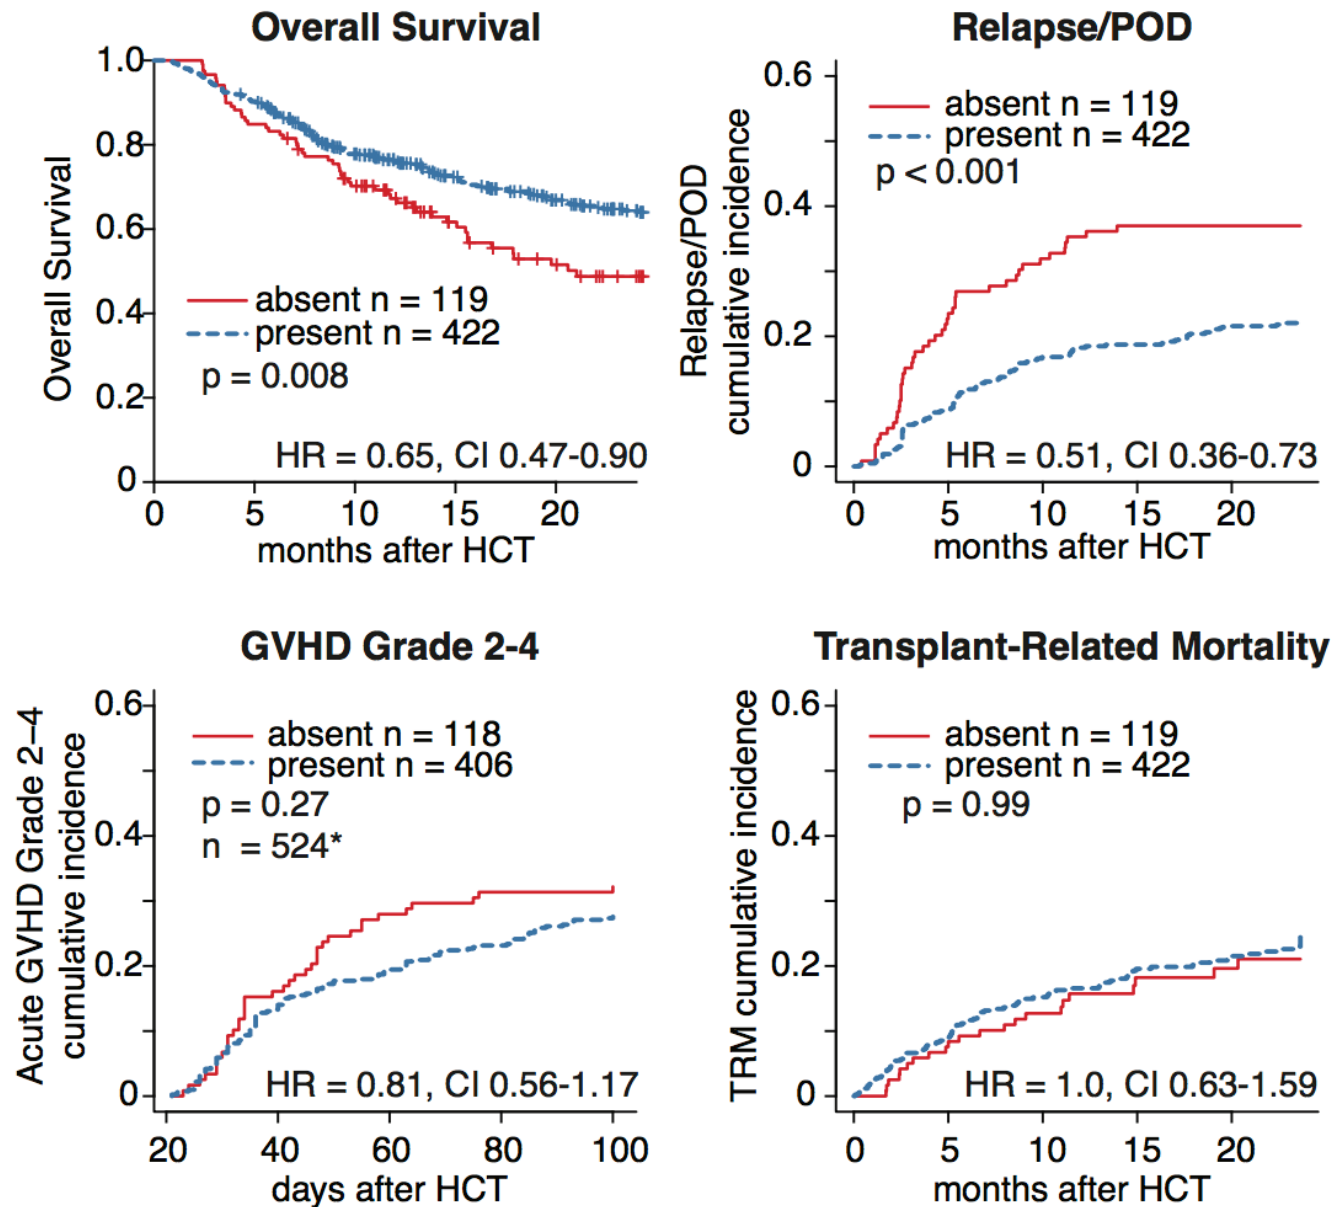 Overall Survival
Overall Survival
1.0
0.8
0.6
0.4
0.2
0
absent n = 119
present n = 422
p = 0.008
HR = 0.65, CI 0.47-0.90
0 5 10 15 20
months after HCT
Relapse/POD
Relapse/POD
cumulative incidence
0.6
0.4
0.2
0
absent n = 119
present n = 422
p < 0.001
HR = 0.51, CI 0.36-0.73
0 5 10 15 20
months after HCT
GVHD Grade 2-4
Acute GVHD Grade 2–4
cumulative incidence
0.6
0.4
0.2
0
absent n = 118
present n = 406
p = 0.27
n = 524*
HR = 0.81, CI 0.56-1.17
20 40 60 80 100
days after HCT
Transplant-Related Mortality
TRM cumulative incidence
0.6
0.4
0.2
0
absent n = 119
present n = 422
p = 0.99
HR = 1.0, CI 0.63-1.59
0 5 10 15 20
months after HCT